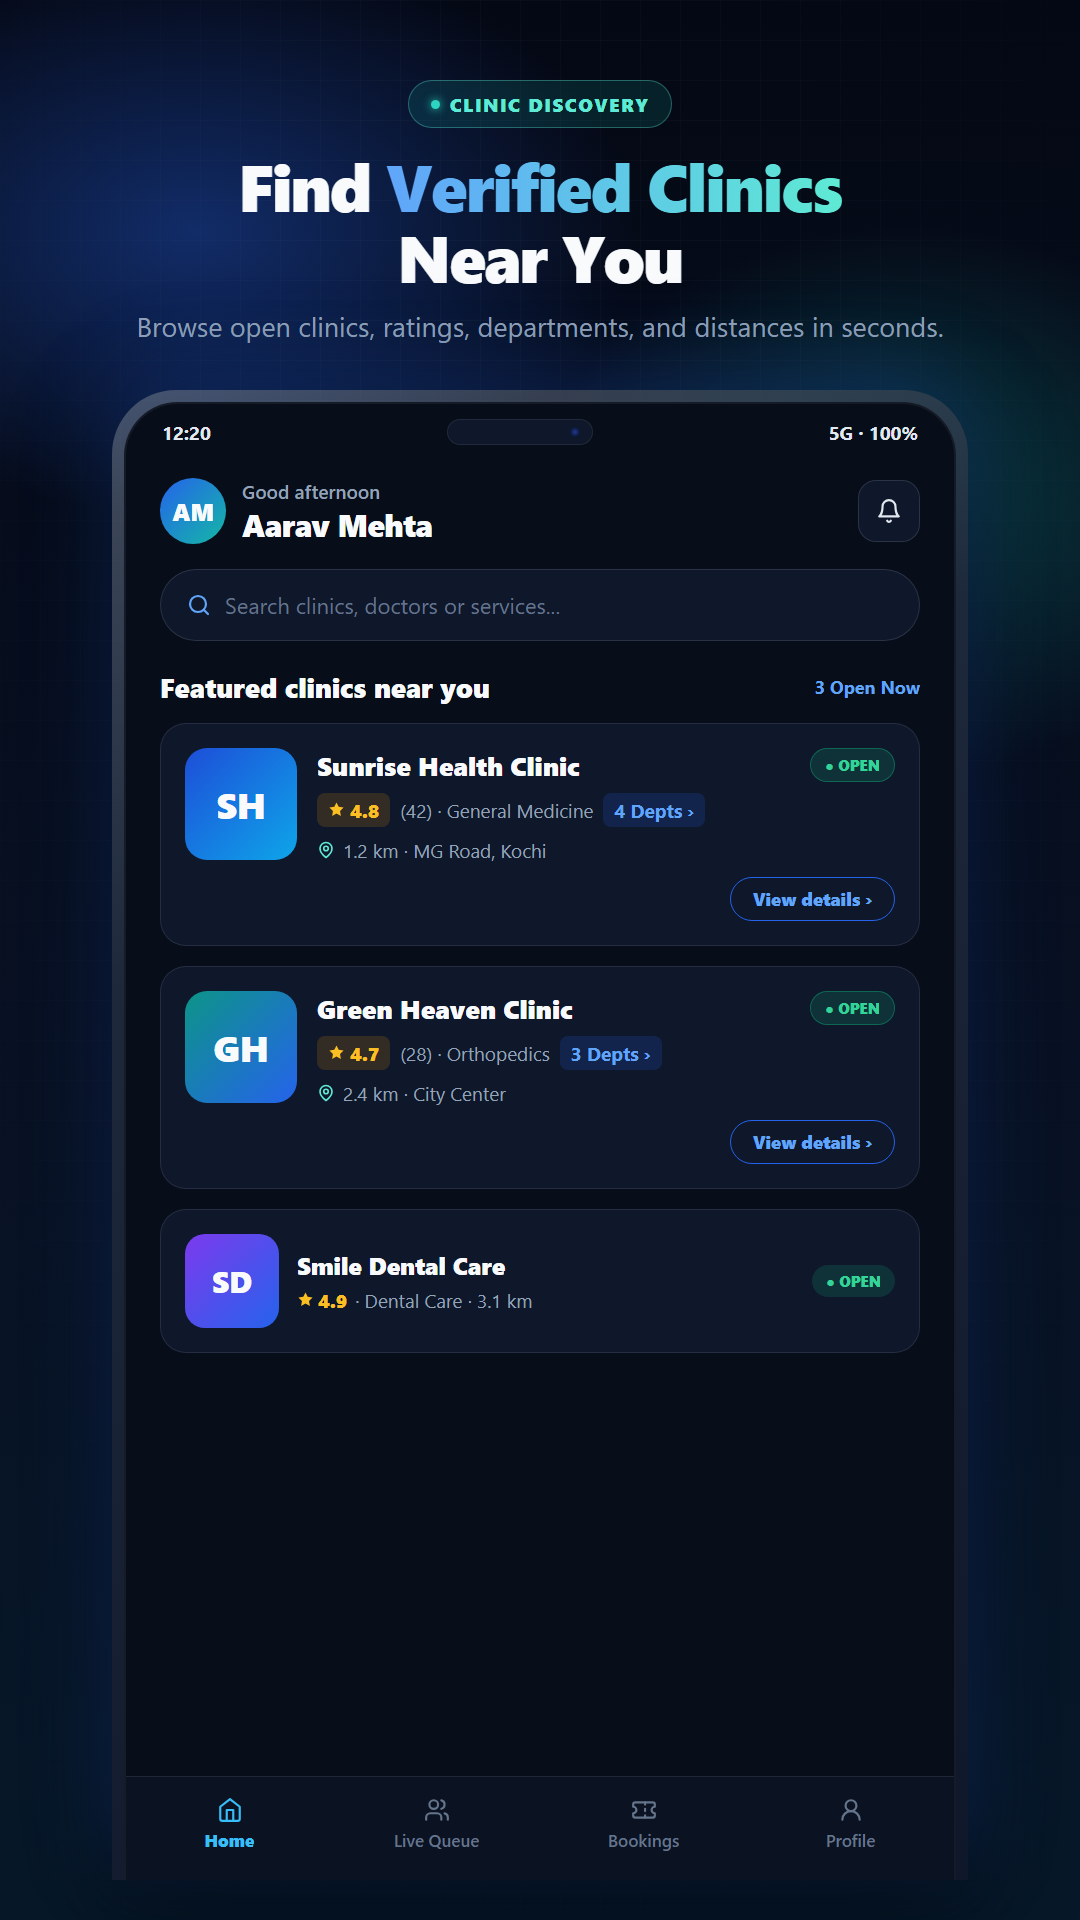 CLINIC DISCOVERY
Find Verified Clinics
Near You
Browse open clinics, ratings, departments, and distances in seconds.
12:20
5G · 100%
AM
Good afternoon
Aarav Mehta
Search clinics, doctors or services...
Featured clinics near you
3 Open Now
SH
Sunrise Health Clinic
● OPEN
★ 4.8 (42) · General Medicine 4 Depts ›
1.2 km · MG Road, Kochi
View details ›
GH
Green Heaven Clinic
● OPEN
★ 4.7 (28) · Orthopedics 3 Depts ›
2.4 km · City Center
View details ›
SD
Smile Dental Care
★ 4.9 · Dental Care · 3.1 km
● OPEN
Home
Live Queue
Bookings
Profile